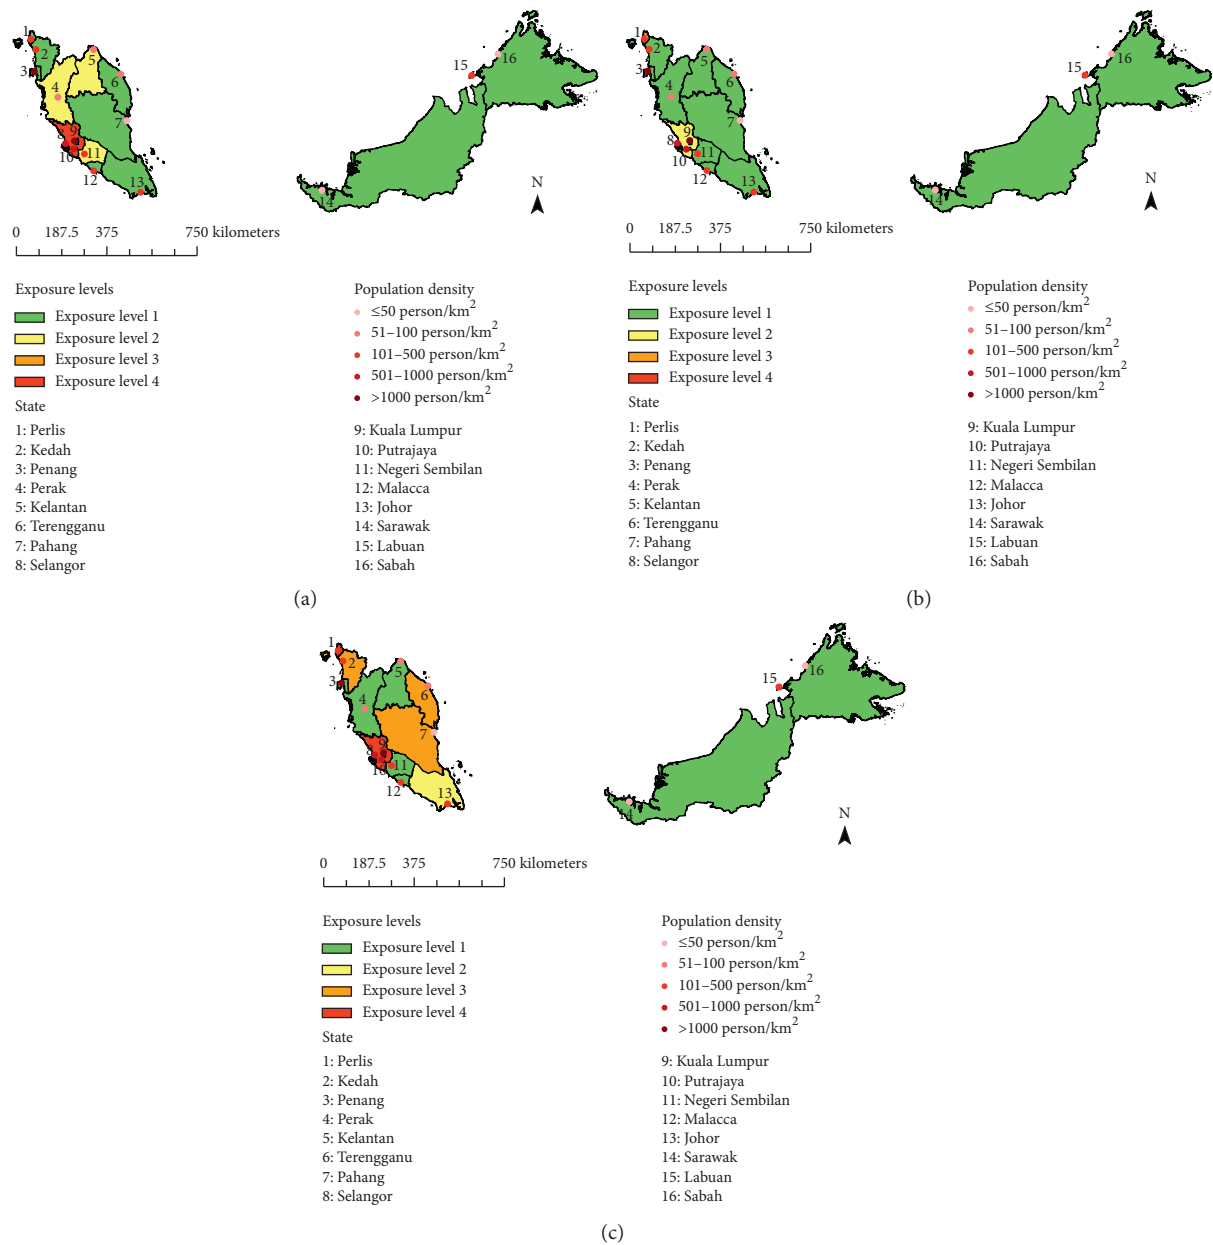 1
2
3
4
5
6
7
8
9
10
11
12
13
14
15
16
N
0 187.5 375 750 kilometers
Exposure levels
Exposure level 1
Exposure level 2
Exposure level 3
Exposure level 4
Population density
≤50 person/km2
51–100 person/km2
101–500 person/km2
501–1000 person/km2
>1000 person/km2
State
1: Perlis
2: Kedah
3: Penang
4: Perak
5: Kelantan
6: Terengganu
7: Pahang
8: Selangor
9: Kuala Lumpur
10: Putrajaya
11: Negeri Sembilan
12: Malacca
13: Johor
14: Sarawak
15: Labuan
16: Sabah
(a)
1
2
3
4
5
6
7
8
9
10
11
12
13
14
15
16
N
0 187.5 375 750 kilometers
Exposure levels
Exposure level 1
Exposure level 2
Exposure level 3
Exposure level 4
Population density
≤50 person/km2
51–100 person/km2
101–500 person/km2
501–1000 person/km2
>1000 person/km2
State
1: Perlis
2: Kedah
3: Penang
4: Perak
5: Kelantan
6: Terengganu
7: Pahang
8: Selangor
9: Kuala Lumpur
10: Putrajaya
11: Negeri Sembilan
12: Malacca
13: Johor
14: Sarawak
15: Labuan
16: Sabah
(b)
1
2
3
4
5
6
7
8
9
10
11
12
13
14
15
16
N
0 187.5 375 750 kilometers
Exposure levels
Exposure level 1
Exposure level 2
Exposure level 3
Exposure level 4
Population density
≤50 person/km2
51–100 person/km2
101–500 person/km2
501–1000 person/km2
>1000 person/km2
State
1: Perlis
2: Kedah
3: Penang
4: Perak
5: Kelantan
6: Terengganu
7: Pahang
8: Selangor
9: Kuala Lumpur
10: Putrajaya
11: Negeri Sembilan
12: Malacca
13: Johor
14: Sarawak
15: Labuan
16: Sabah
(c)